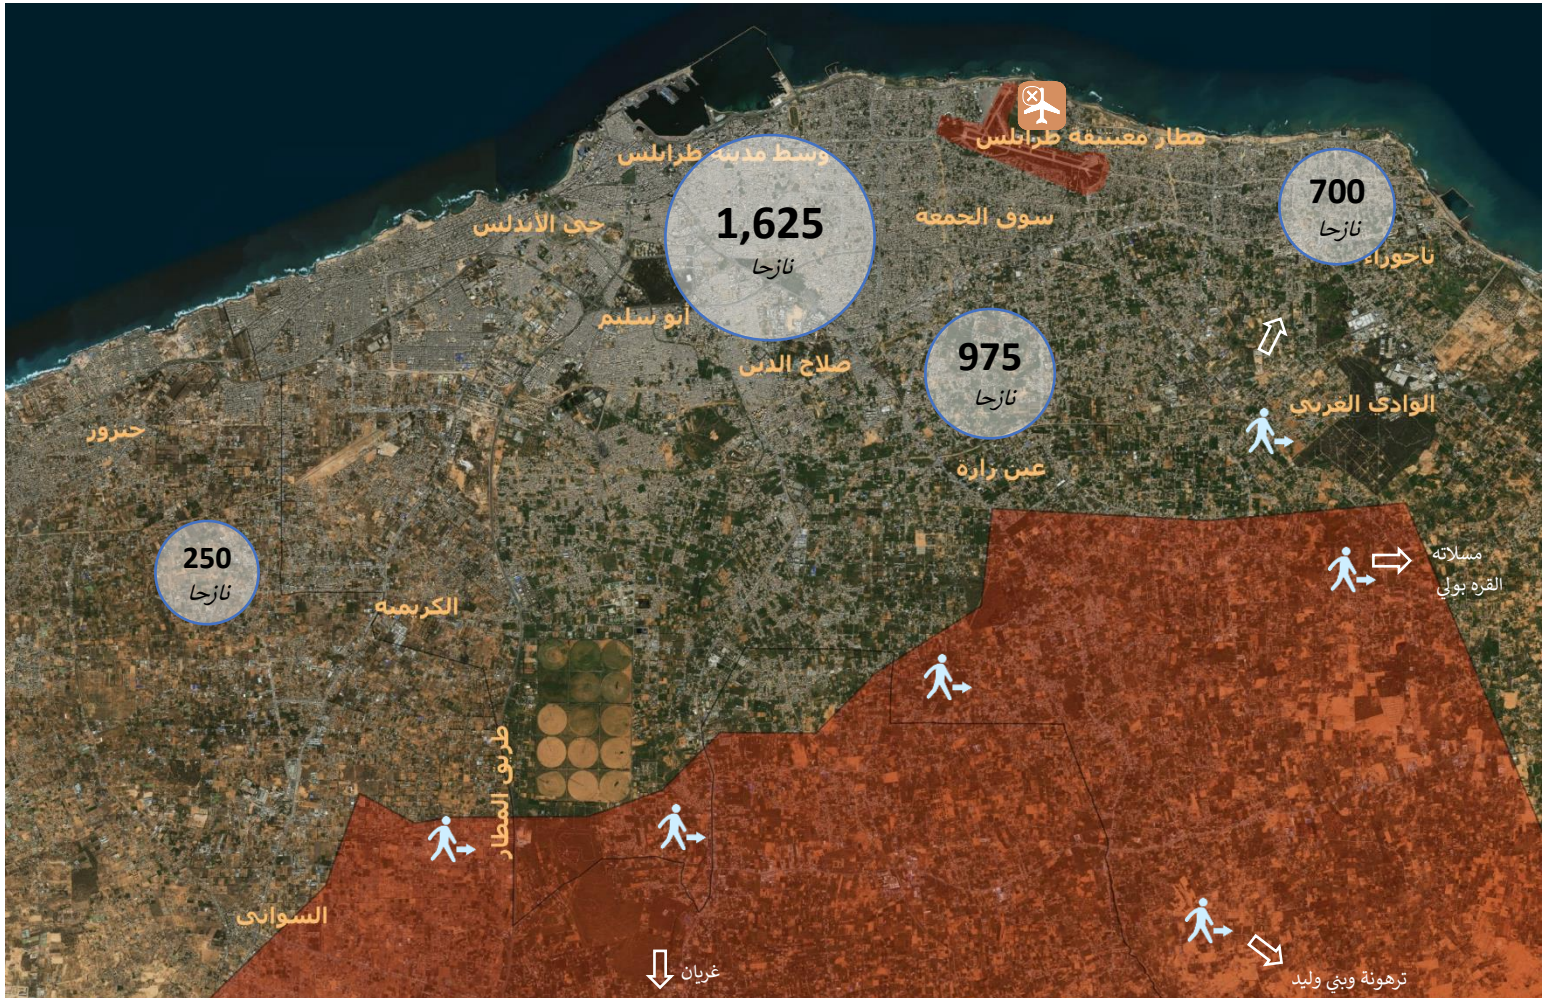 مطار معيتيقة طرابلس
وسط مدينة طرابلس
700
نازحا
1,625
نازحا
سوق الجمعه
حي الأندلس
تاجوراء
أبو سليم
975
نازحا
صلاح الدين
الوادي الغربي
جنزور
عين زارة
250
نازحا
مسلاته
القره بولي
الكريمية
طريق المطار
السواني
غريان
ترهونة وبني وليد